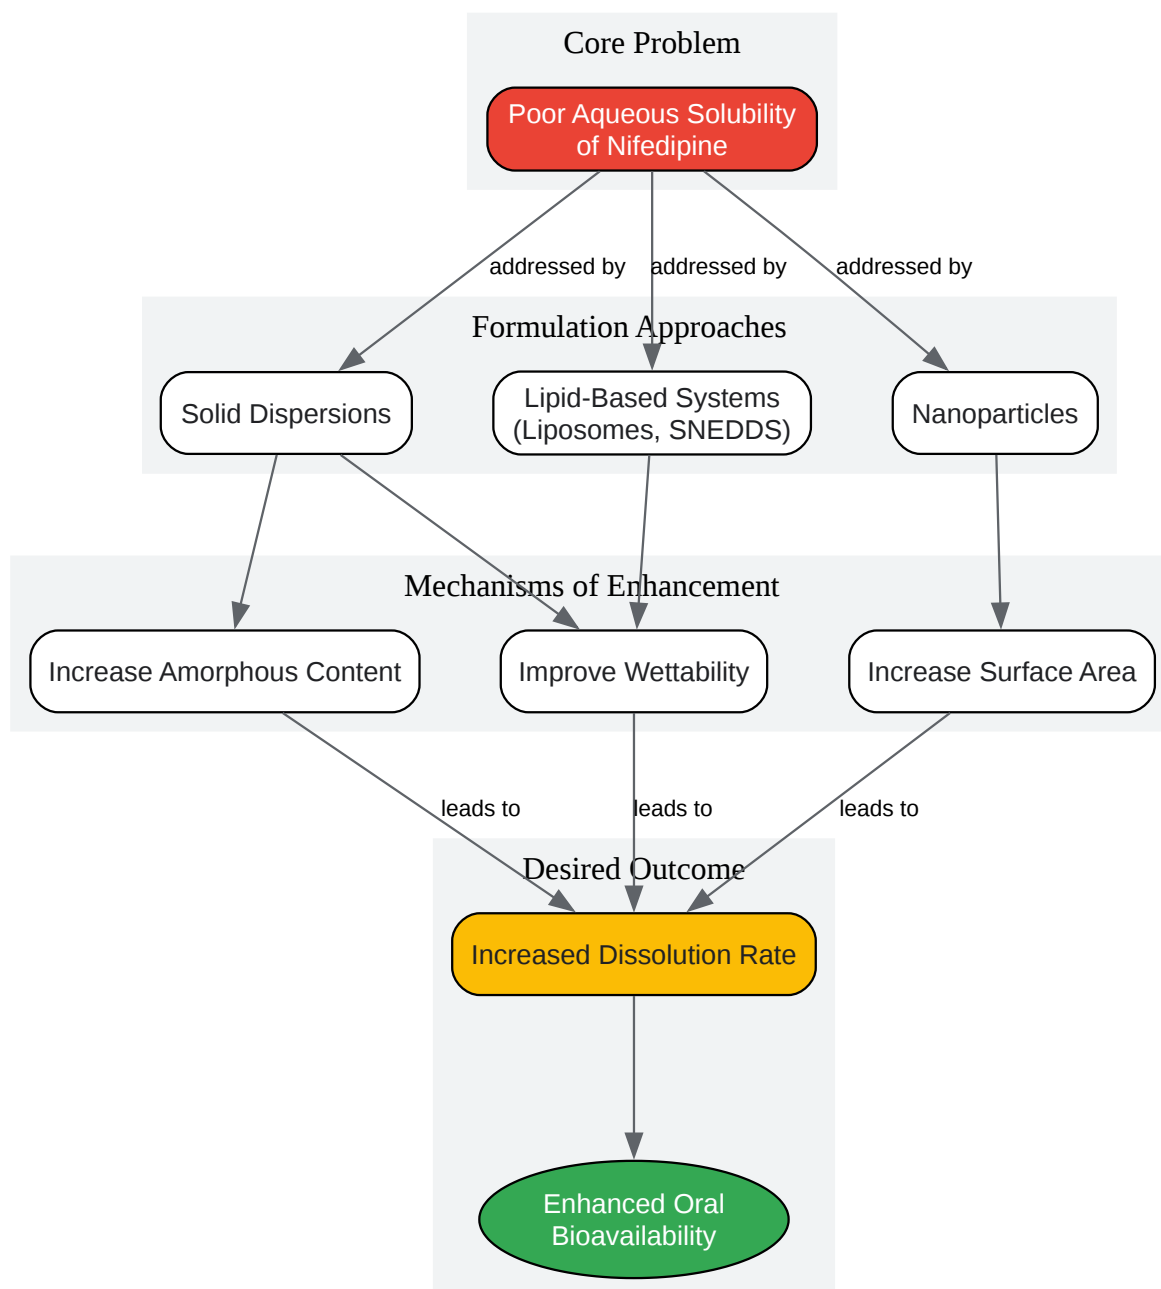 Core Problem
Poor Aqueous Solubility
of Nifedipine
addressed by
addressed by
addressed by
Formulation Approaches
Solid Dispersions
Lipid-Based Systems
(Liposomes, SNEDDS)
Nanoparticles
Mechanisms of Enhancement
Increase Amorphous Content
Improve Wettability
Increase Surface Area
leads to
leads to
leads to
Desired Outcome
Increased Dissolution Rate
Enhanced Oral
Bioavailability